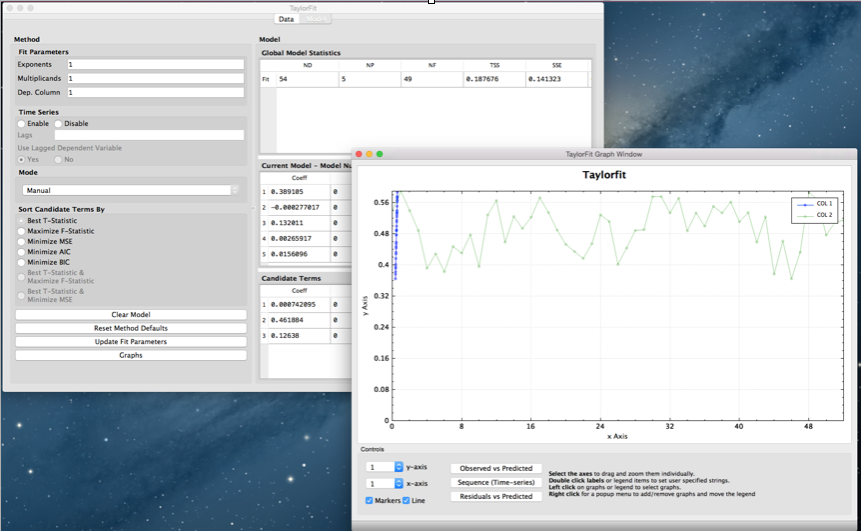 TaylorFit
Data
Method
Fit Parameters
Exponents 1
Multiplicands 1
Dep. Column 1
Time Series
Enable Disable
Lags
Use Lagged Dependent Variable
Yes No
Mode
Manual
Sort Candidate Terms By
Best T-Statistic
Maximize F-Statistic
Minimize MSE
Minimize AIC
Minimize BIC
Best T-Statistic &
Maximize F-Statistic
Best T-Statistic &
Minimize MSE
Clear Model
Reset Method Defaults
Update Fit Parameters
Graphs
Model
Global Model Statistics
ND NP NF TSS SSE
Fit 54 5 49 0.187676 0.141323
Current Model - Model Nu
Coeff
1 0.389105 0
2 -0.000277017 0
3 0.132011 0
4 0.00265917 0
5 0.0156096 0
Candidate Terms
Coeff
1 0.000742095 0
2 0.461884 0
3 0.12638 0
TaylorFit Graph Window
Taylorfit
COL 1
COL 2
y Axis
0.56
0.48
0.4
0.32
0.24
0.16
0.08
0
0 8 16 24 32 40 48
x Axis
Controls
1 y-axis
1 x-axis
Markers Line
Observed vs Predicted
Sequence (Time-series)
Residuals vs Predicted
Select the axes to drag and zoom them individually.
Double click labels or legend items to set user specified strings.
Left click on graphs or legend to select graphs.
Right click for a popup menu to add/remove graphs and move the legend